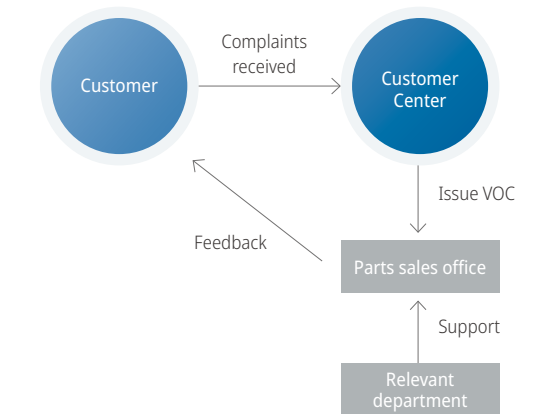 Complaints
received
Customer
Customer
Center
Issue VOC
Feedback
Parts sales office
Support
Relevant
department